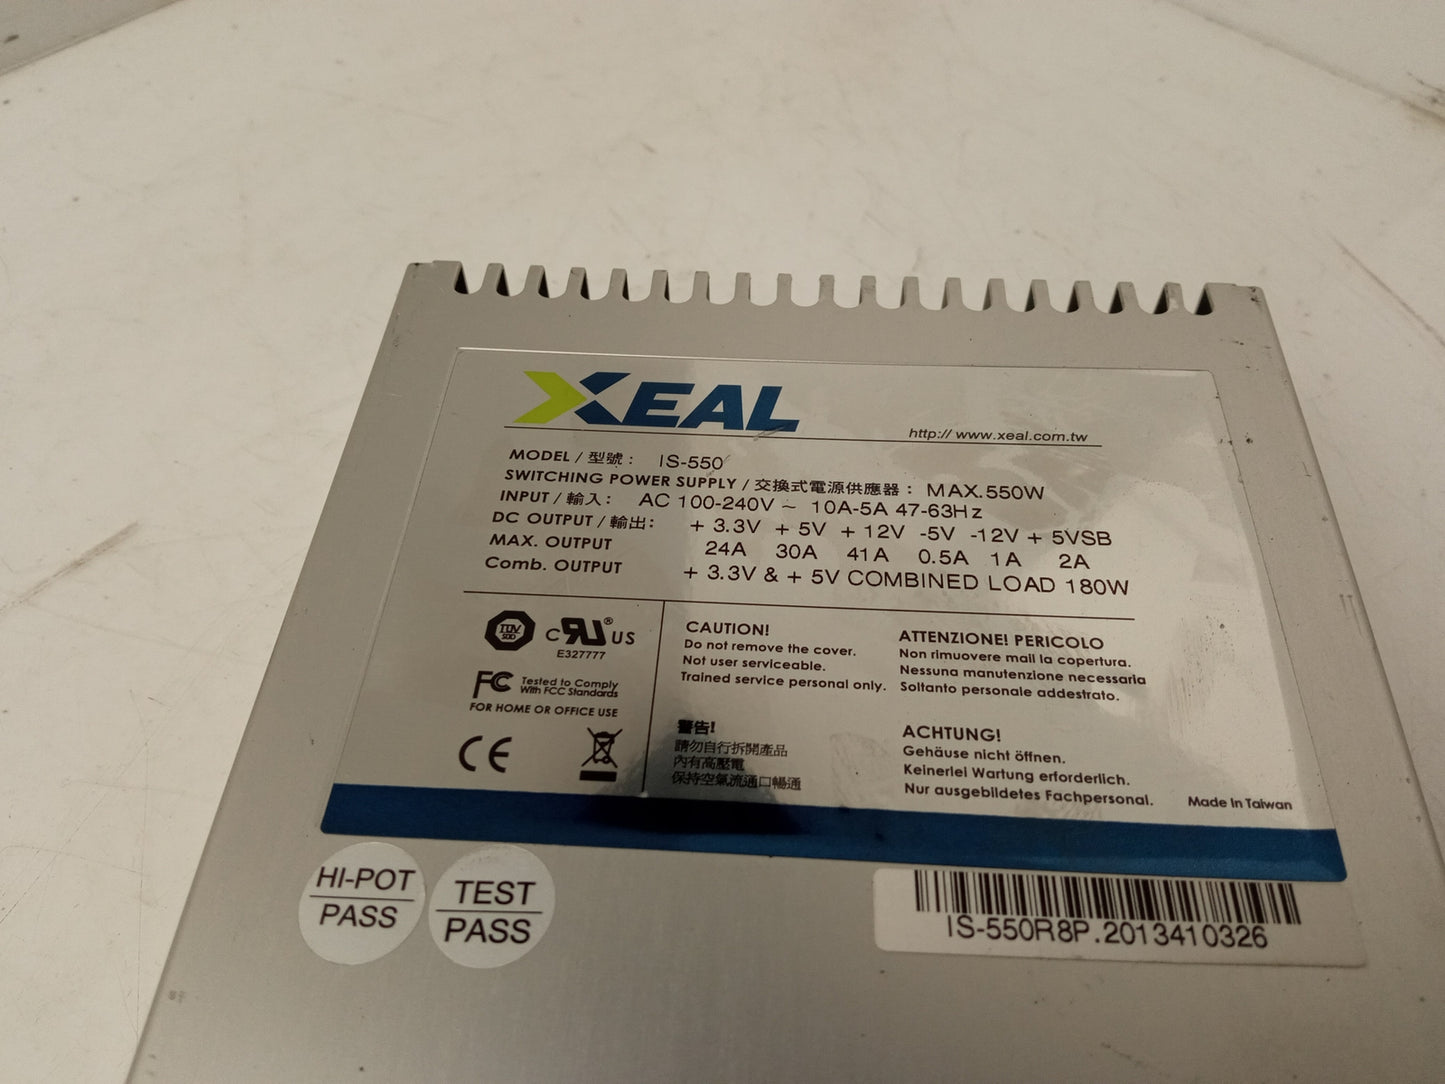 XEAL
http:// www.xeal.com.tw
MODEL / 型號 : IS-550
SWITCHING POWER SUPPLY / 交換式電源供應器 : MAX.550W
INPUT / 輸入 : AC 100-240V ~ 10A-5A 47-63Hz
DC OUTPUT / 輸出 : + 3.3V + 5V + 12V -5V -12V + 5VSB
MAX. OUTPUT 24A 30A 41A 0.5A 1A 2A
Comb. OUTPUT + 3.3V & + 5V COMBINED LOAD 180W
TÜV
C RU ® US
E327777
FC Tested to Comply
With FCC Standards
FOR HOME OR OFFICE USE
CE
CAUTION!
Do not remove the cover.
Not user serviceable.
Trained service personal only.
ATTENZIONE! PERICOLO
Non rimuovere mail la copertura.
Nessuna manutenzione necessaria
Soltanto personale addestrato.
警告!
請勿自行拆開產品
內有高壓電
保持空氣流通口暢通
ACHTUNG!
Gehäuse nicht öffnen.
Keinerlei Wartung erforderlich.
Nur ausgebildetes Fachpersonal.
Made In Taiwan
HI-POT
PASS
TEST
PASS
IS-550R8P.2013410326